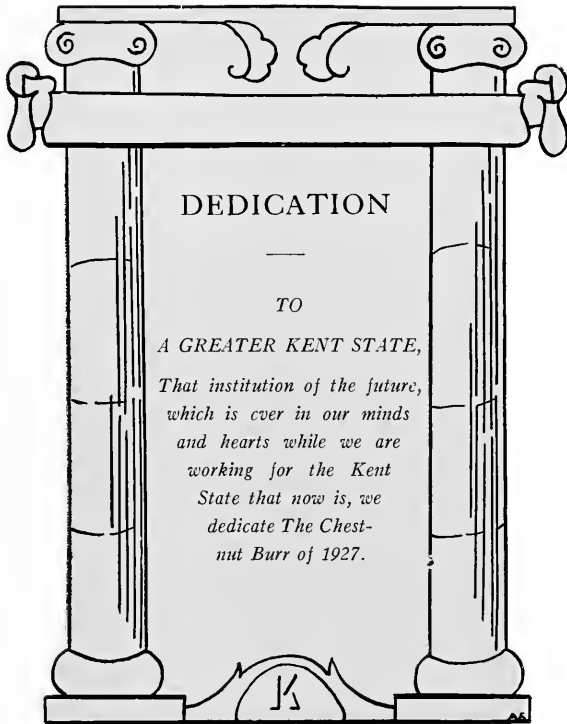 DEDICATION
TO
A GREATER KENT STATE,
That institution of the future,
which is ever in our minds
and hearts while we are
working for the Kent
State that now is, we
dedicate The Chest-
nut Burr of 1927.
K